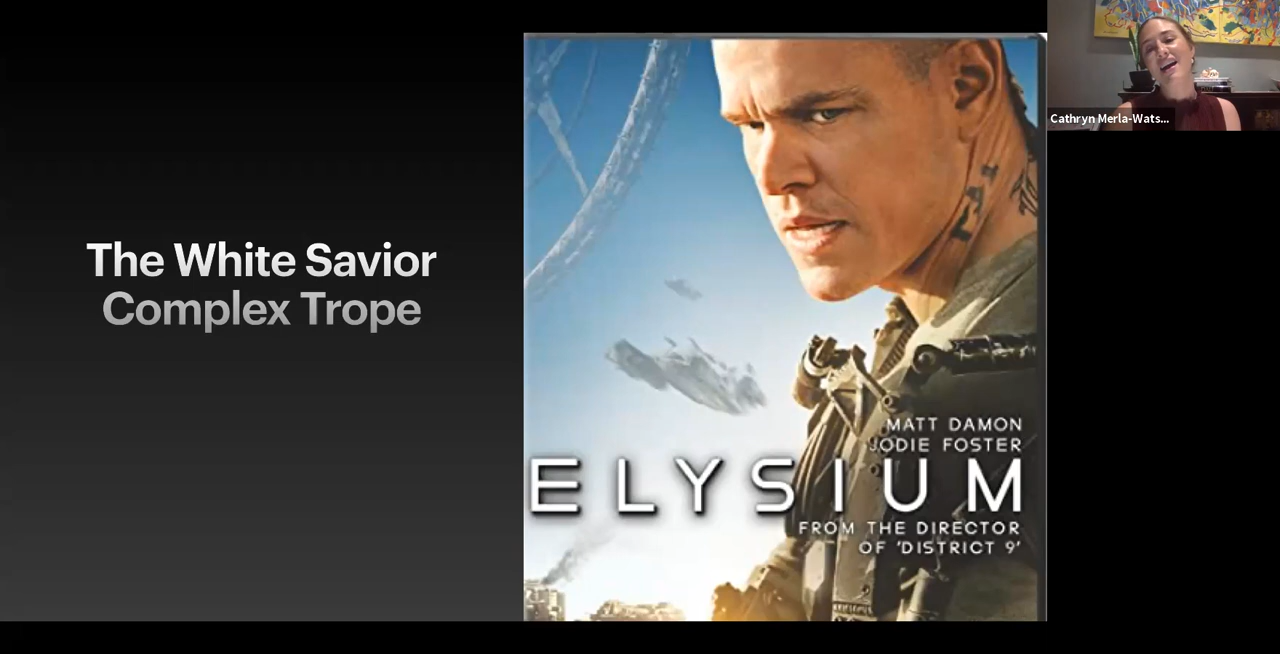 The White Savior
Complex Trope
MATT DAMON
JODIE FOSTER
ELYSIUM
FROM THE DIRECTOR
OF 'DISTRICT 9'
Cathryn Merla-Wats...